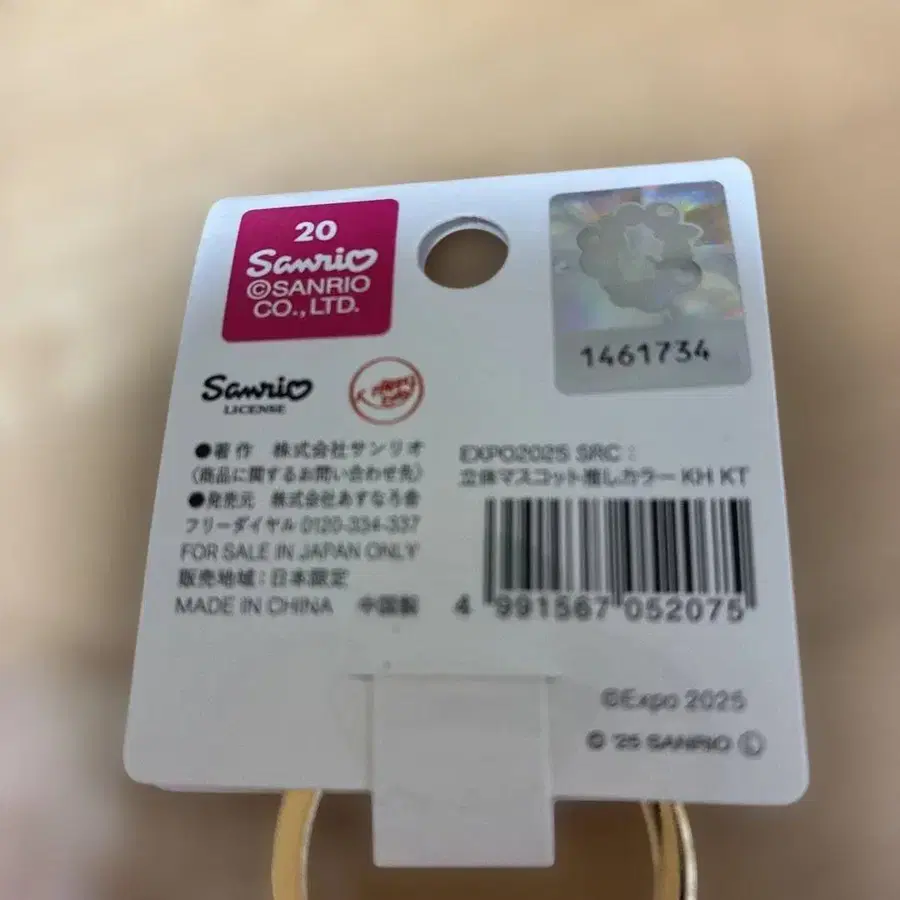 20
Sanrio
©SANRIO
CO., LTD.
1461734
Sanrio
LICENSE
HAPPY
●著作 株式会社サンリオ
(商品に関するお問い合わせ先)
●発売元 株式会社あすなろ舎
フリーダイヤル 0120-334-337
FOR SALE IN JAPAN ONLY
販売地域:日本限定
MADE IN CHINA 中国製
EXPO2025 SRC:
立体マスコット推しカラー KH KT
4 991567 052075
©Expo 2025
© '25 SANRIO Ⓛ